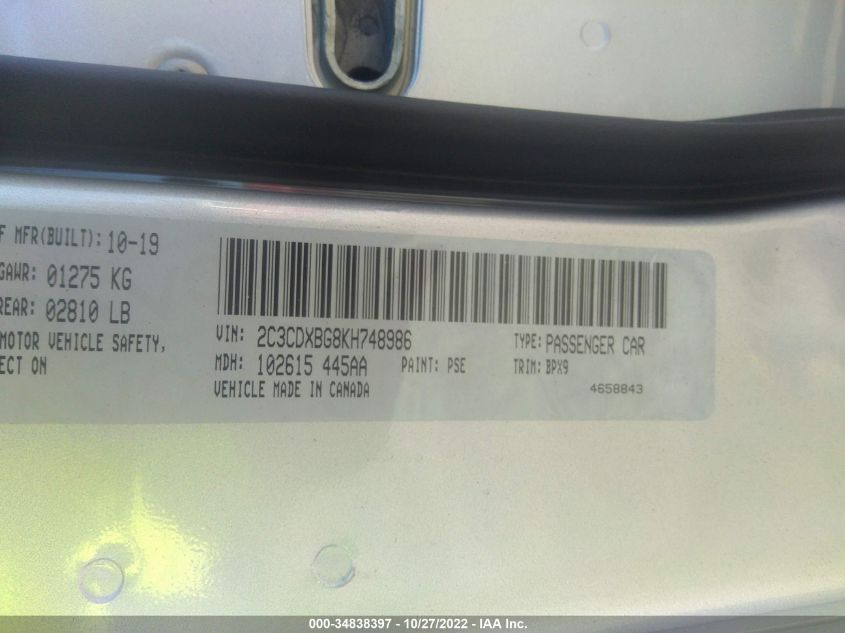 F MFR(BUILT): 10-19
GAWR: 01275 KG
REAR: 02810 LB
MOTOR VEHICLE SAFETY,
ECT ON
VIN: 2C3CDXBG8KH748986
TYPE: PASSENGER CAR
MDH: 102615 445AA
PAINT: PSE
TRIM: BPX9
VEHICLE MADE IN CANADA
4658843
000-34838397 - 10/27/2022 - IAA Inc.